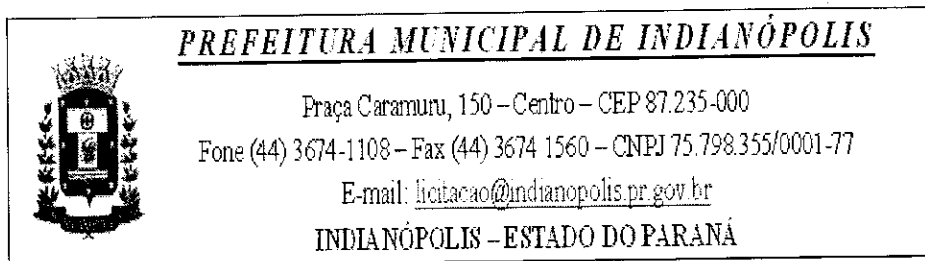 PREFEITURA MUNICIPAL DE INDIANÓPOLIS
Praça Caramuru, 150 – Centro – CEP 87.235-000
Fone (44) 3674-1108 – Fax (44) 3674 1560 – CNPJ 75.798.355/0001-77
E-mail: licitacao@indianopolis.pr.gov.br
INDIANÓPOLIS – ESTADO DO PARANÁ